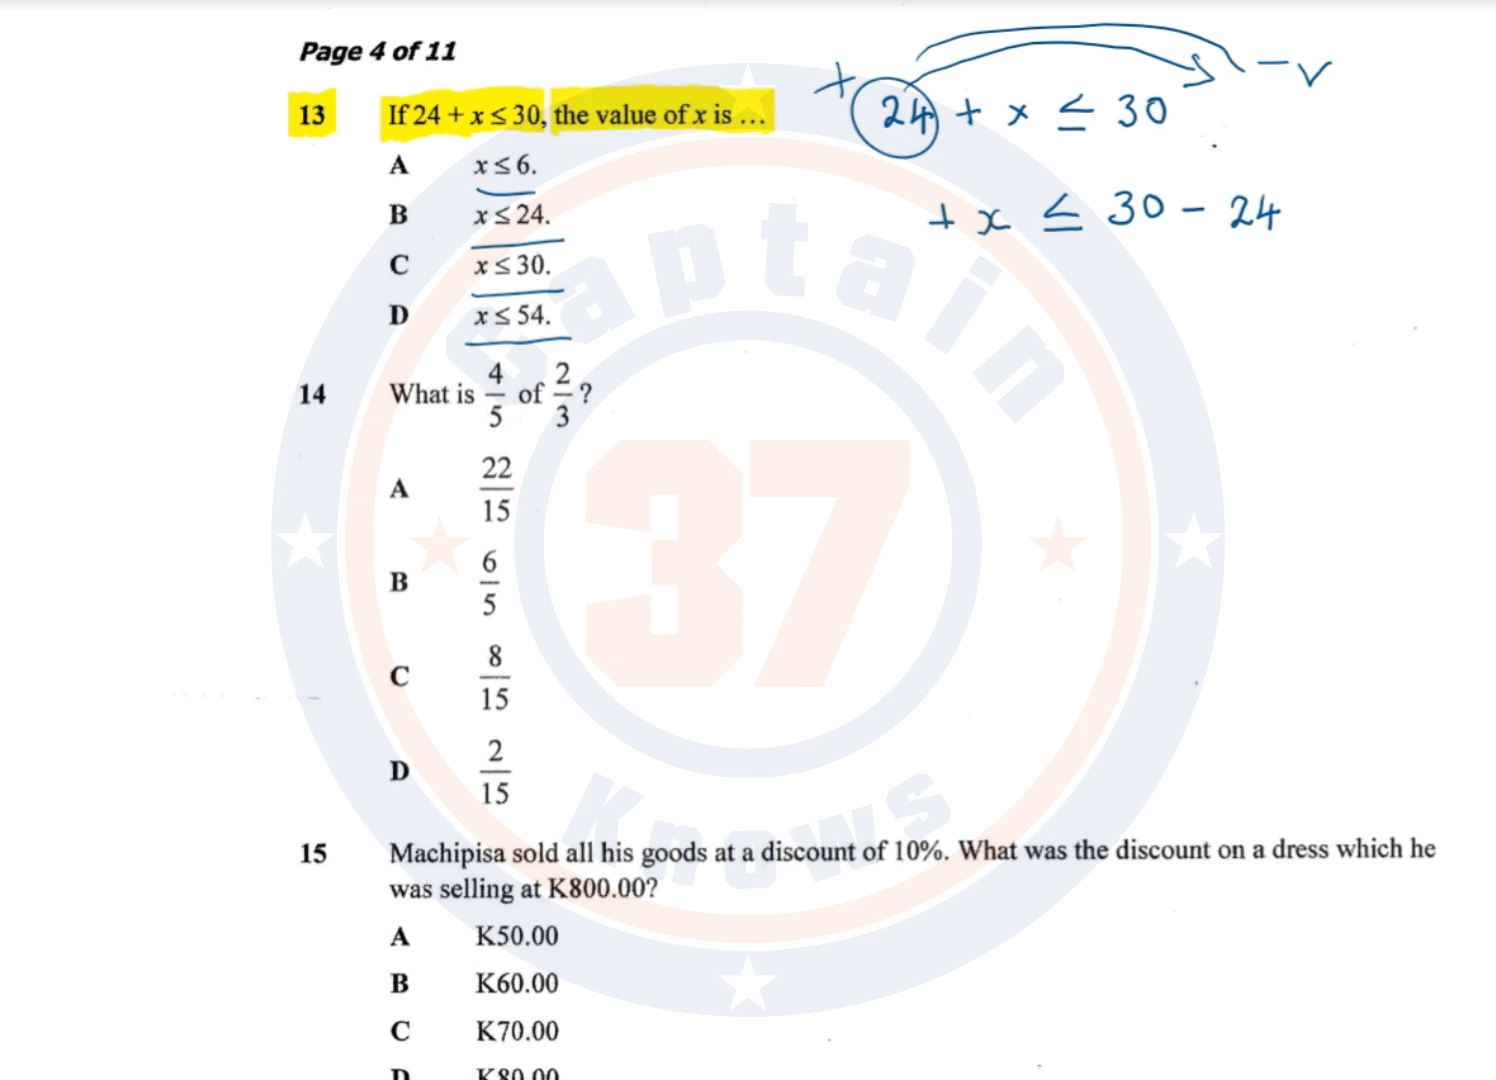 Page 4 of 11
13 If 24 + x ≤ 30, the value of x is …
A x ≤ 6.
B x ≤ 24.
C x ≤ 30.
D x ≤ 54.
+ 24 + x ≤ 30 -v
+ x ≤ 30 - 24
14 What is 4/5 of 2/3 ?
A 22/15
B 6/5
C 8/15
D 2/15
15 Machipisa sold all his goods at a discount of 10%. What was the discount on a dress which he
was selling at K800.00?
A K50.00
B K60.00
C K70.00
D K80.00
Captain
37
Knows